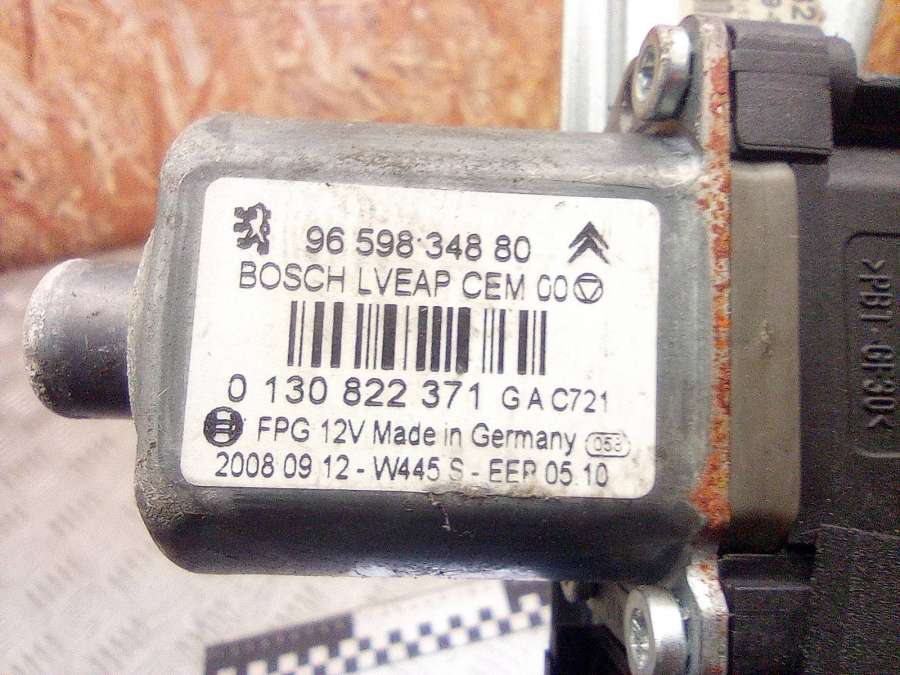 96 598 348 80
BOSCH LVEAP CEM 00
0 130 822 371 G A C721
FPG 12V Made in Germany 053
2008 09 12 - W445 S - EEP 05.10
>PBT-GF30<